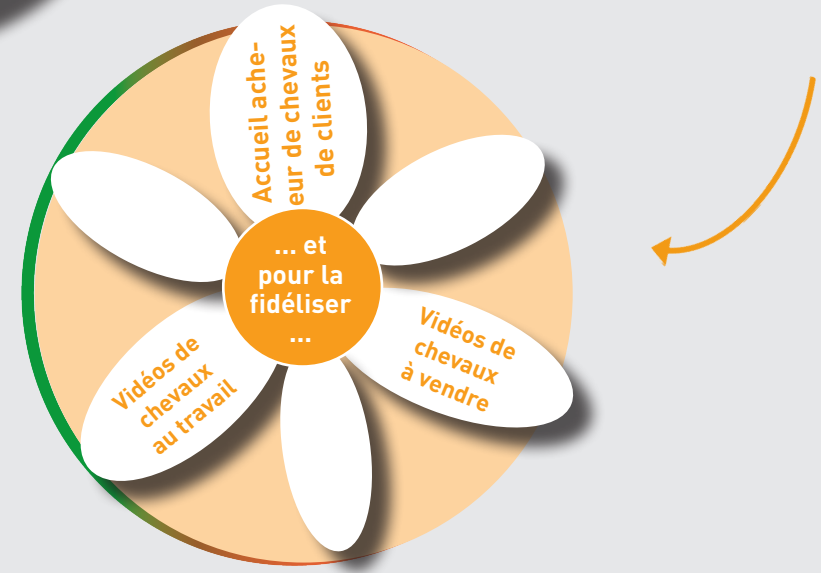 Accueil ache-
eur de chevaux
de clients
... et
pour la
fidéliser
...
Vidéos de
chevaux
à vendre
Vidéos de
chevaux
au travail